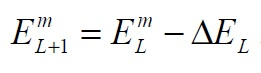 E^m_{L+1} = E^m_L − ΔE_L